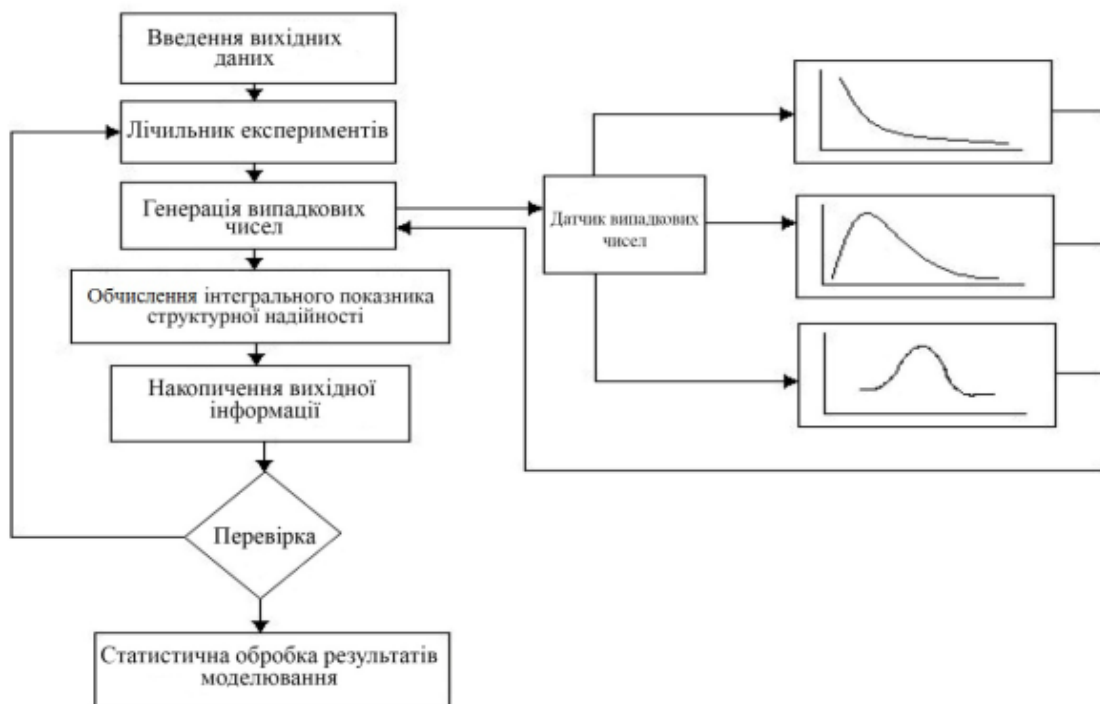 Введення вихідних
даних
Лічильник експериментів
Генерація випадкових
чисел
Датчик випадкових
чисел
Обчислення інтегрального показника
структурної надійності
Накопичення вихідної
інформації
Перевірка
Статистична обробка результатів
моделювання